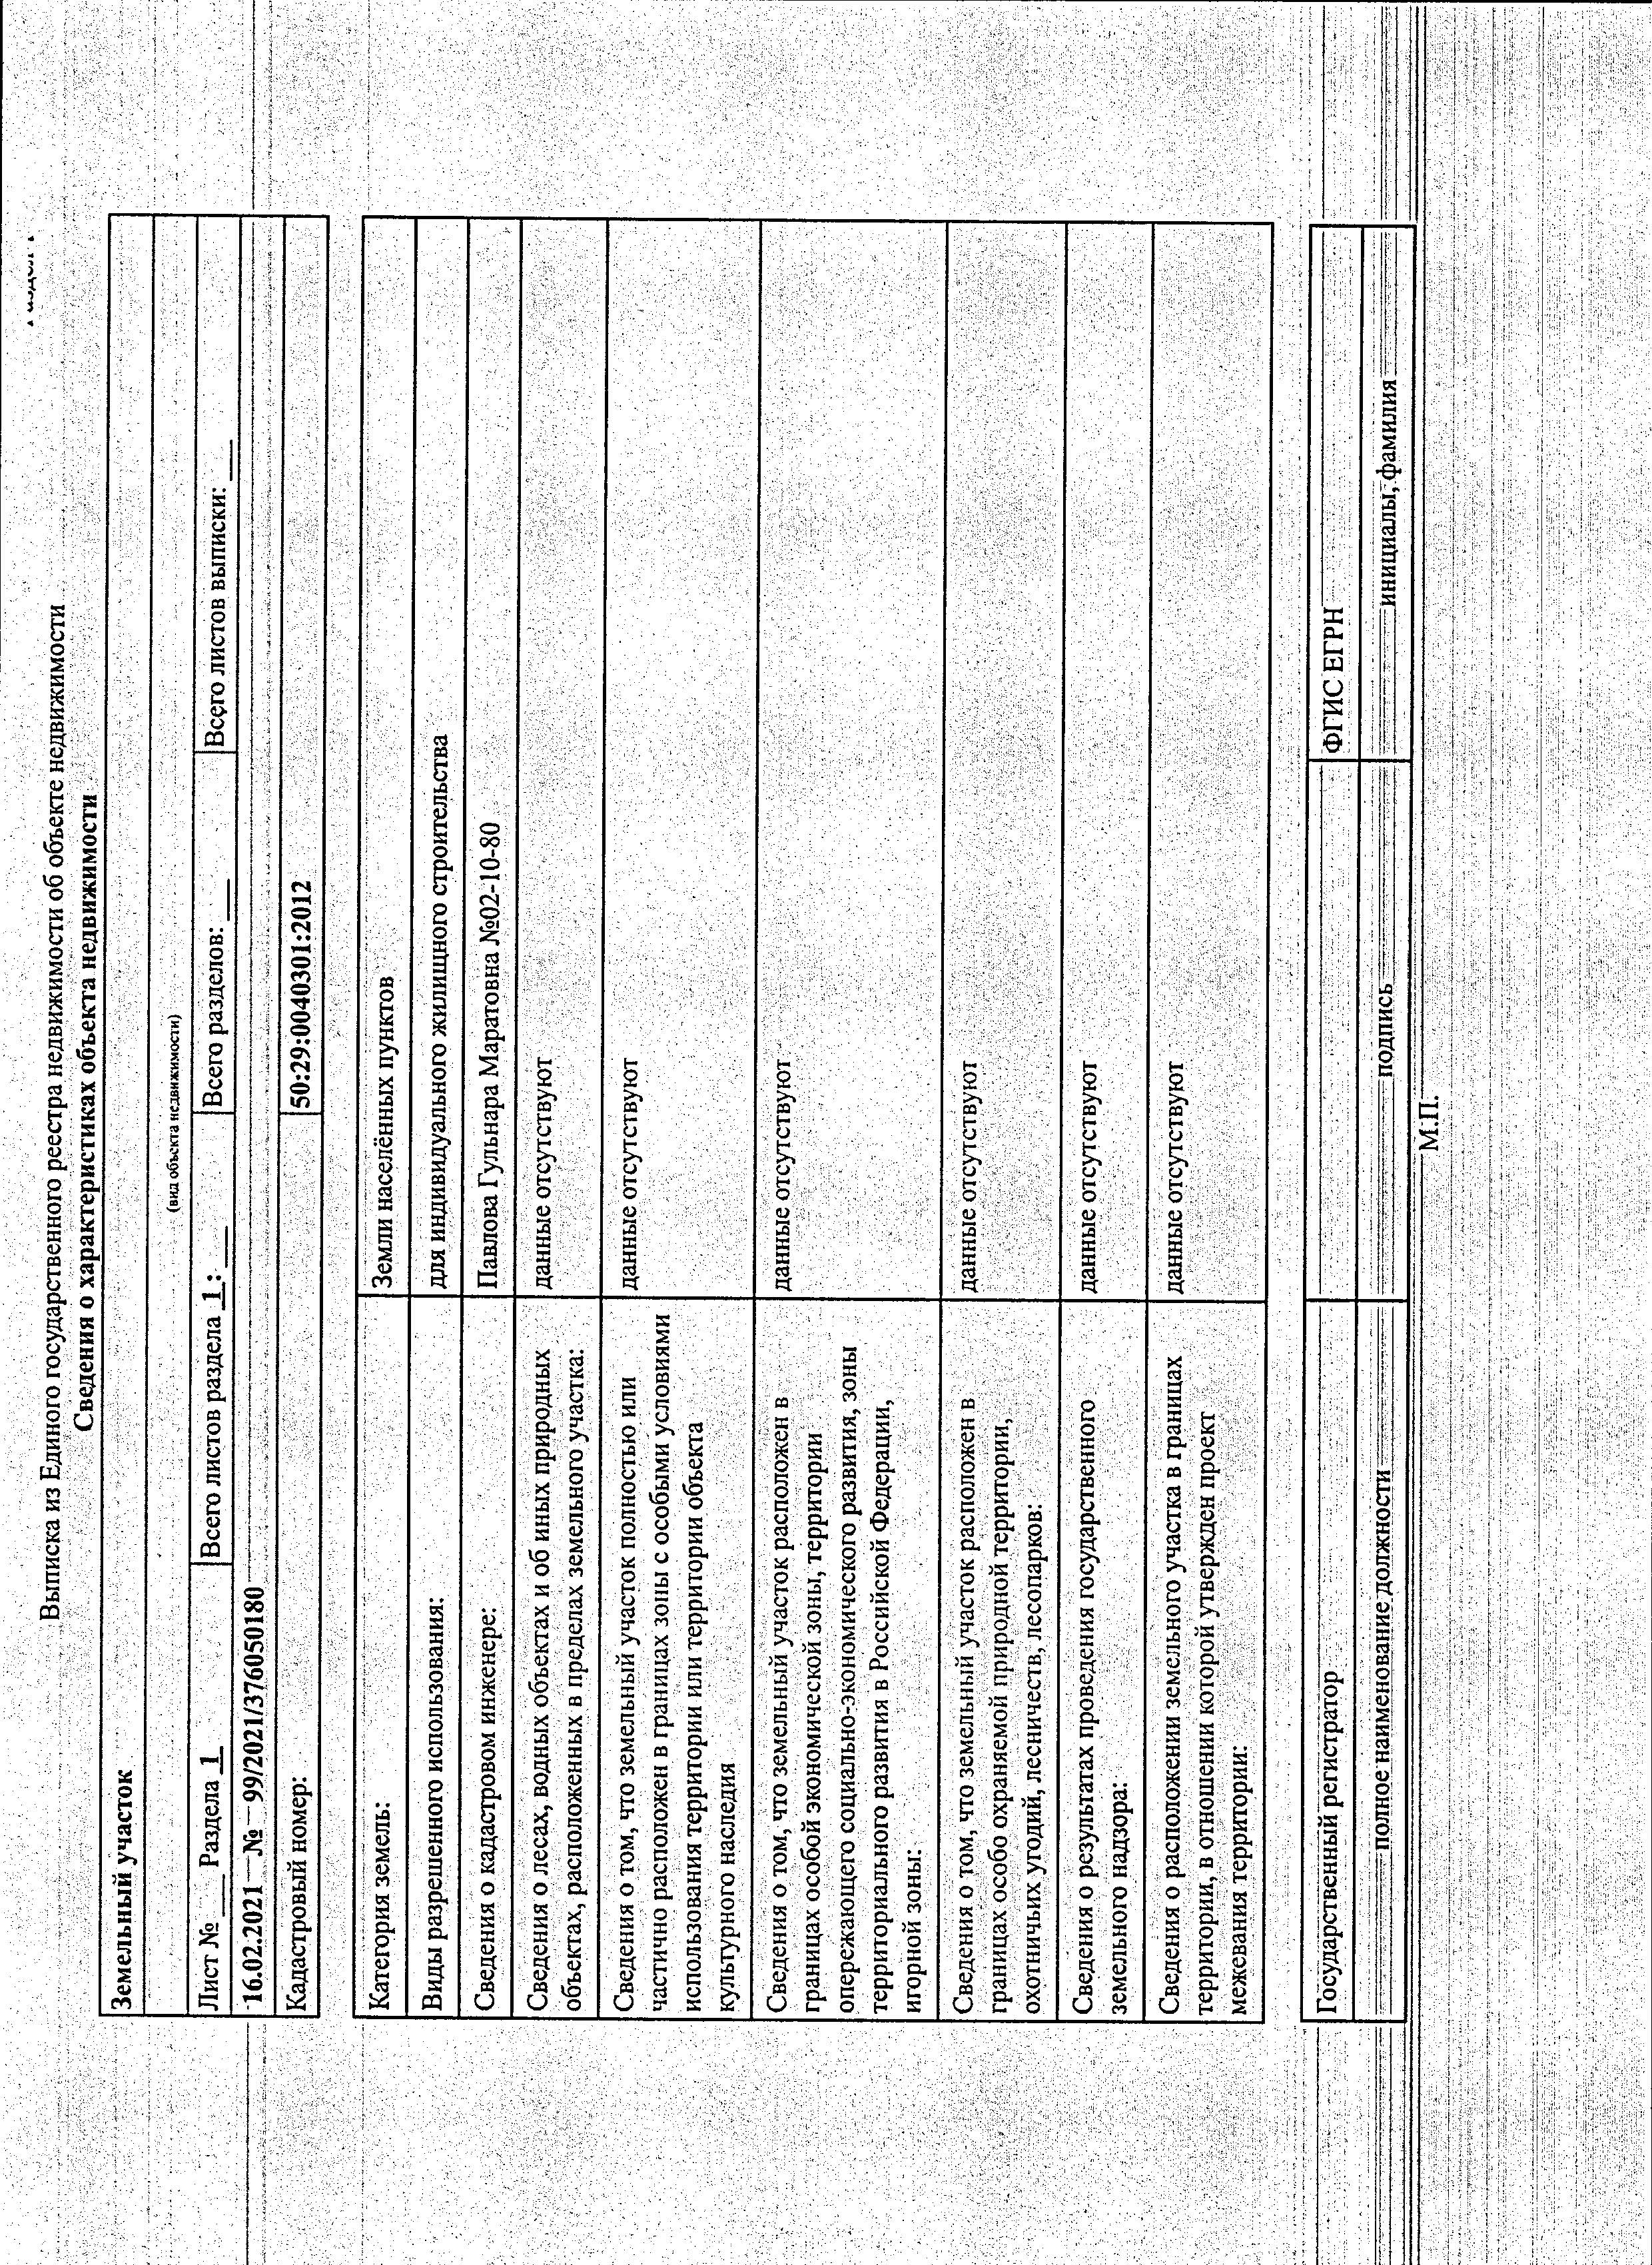 Раздел 1
Выписка из Единого государственного реестра недвижимости об объекте недвижимости
Сведения о характеристиках объекта недвижимости
Земельный участок
(вид объекта недвижимости)
Лист № ___ Раздела 1 Всего листов раздела 1: ___ Всего разделов: ___ Всего листов выписки: ___
16.02.2021 № 99/2021/376050180
Кадастровый номер: 50:29:0040301:2012
Категория земель: Земли населённых пунктов
Виды разрешенного использования: для индивидуального жилищного строительства
Сведения о кадастровом инженере: Павлова Гульнара Маратовна №02-10-80
Сведения о лесах, водных объектах и об иных природных данные отсутствуют
объектах, расположенных в пределах земельного участка:
Сведения о том, что земельный участок полностью или данные отсутствуют
частично расположен в границах зоны с особыми условиями
использования территории или территории объекта
культурного наследия
Сведения о том, что земельный участок расположен в данные отсутствуют
границах особой экономической зоны, территории
опережающего социально-экономического развития, зоны
территориального развития в Российской Федерации,
игорной зоны:
Сведения о том, что земельный участок расположен в данные отсутствуют
границах особо охраняемой природной территории,
охотничьих угодий, лесничеств, лесопарков:
Сведения о результатах проведения государственного данные отсутствуют
земельного надзора:
Сведения о расположении земельного участка в границах данные отсутствуют
территории, в отношении которой утвержден проект
межевания территории:
Государственный регистратор ФГИС ЕГРН
полное наименование должности подпись инициалы, фамилия
М.П.